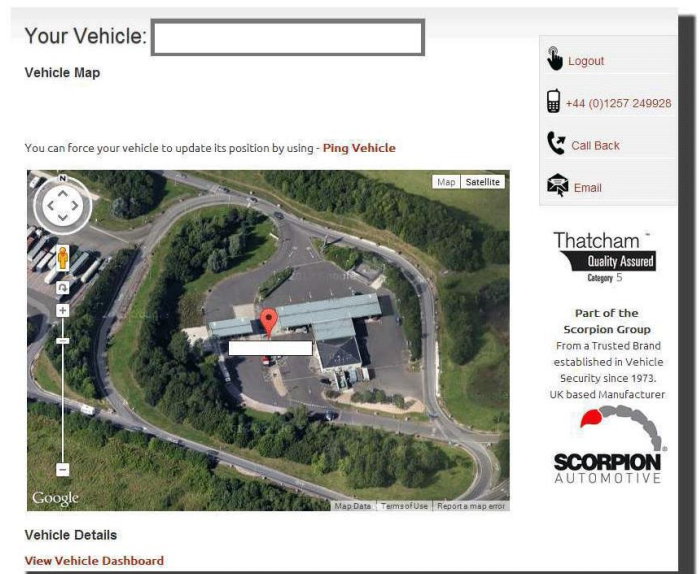 Your Vehicle:
Vehicle Map
You can force your vehicle to update its position by using - Ping Vehicle
N
Map Satellite
Google
Map Data Terms of Use Report a map error
Vehicle Details
View Vehicle Dashboard
Logout
+44 (0)1257 249928
Call Back
Email
Thatcham ™
Quality Assured
Category 5
Part of the
Scorpion Group
From a Trusted Brand
established in Vehicle
Security since 1973.
UK based Manufacturer
SCORPION®
AUTOMOTIVE